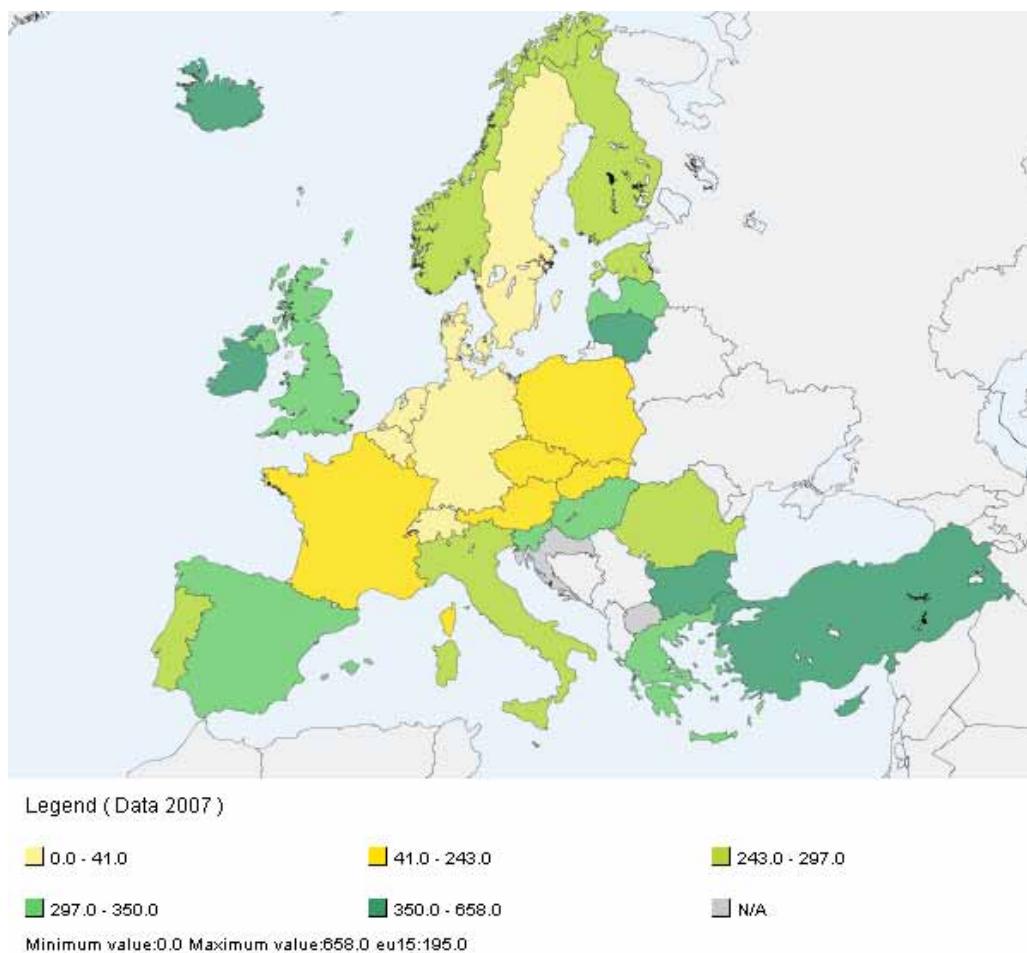 Legend ( Data 2007 )
0.0 - 41.0
41.0 - 243.0
243.0 - 297.0
297.0 - 350.0
350.0 - 658.0
N/A
Minimum value:0.0 Maximum value:658.0 eu15:195.0